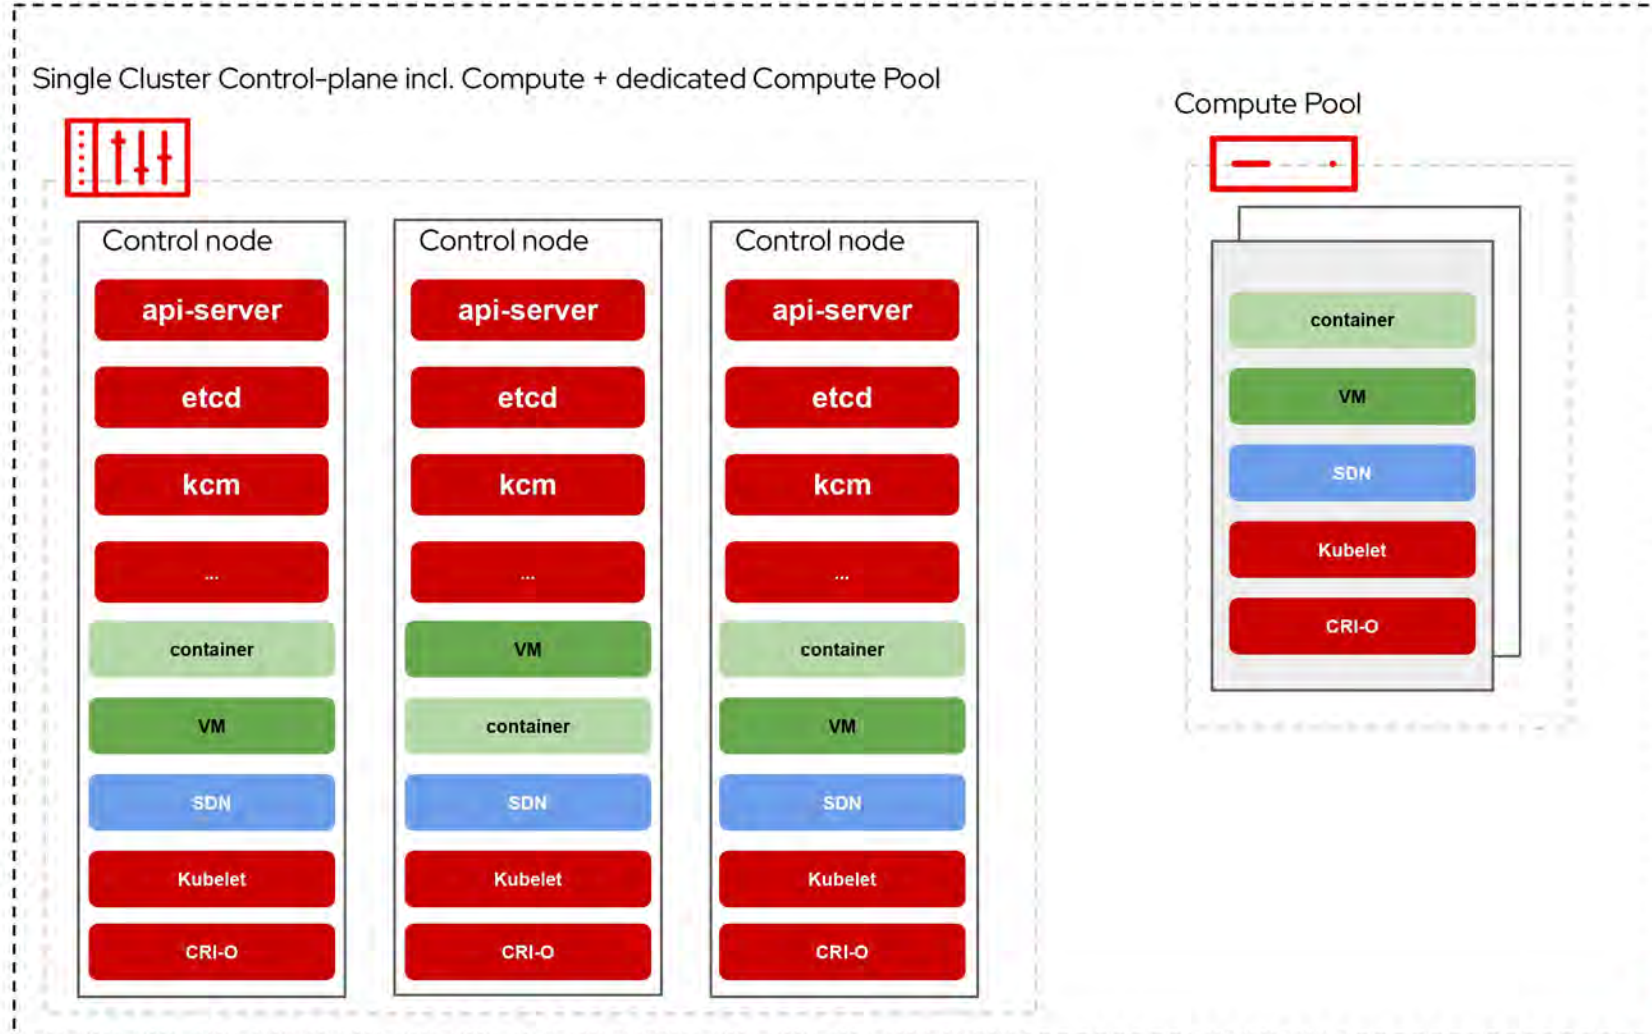 Single Cluster Control-plane incl. Compute + dedicated Compute Pool
Control node
api-server
etcd
kcm
...
container
VM
SDN
Kubelet
CRI-O
Control node
api-server
etcd
kcm
...
VM
container
SDN
Kubelet
CRI-O
Control node
api-server
etcd
kcm
...
container
VM
SDN
Kubelet
CRI-O
Compute Pool
container
VM
SDN
Kubelet
CRI-O